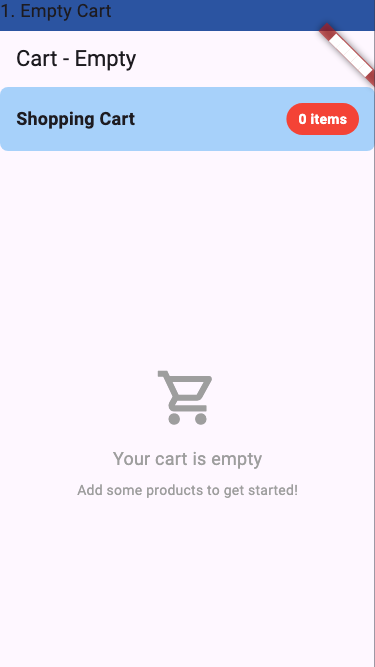 1. Empty Cart
Cart - Empty
Shopping Cart
0 items
Your cart is empty
Add some products to get started!